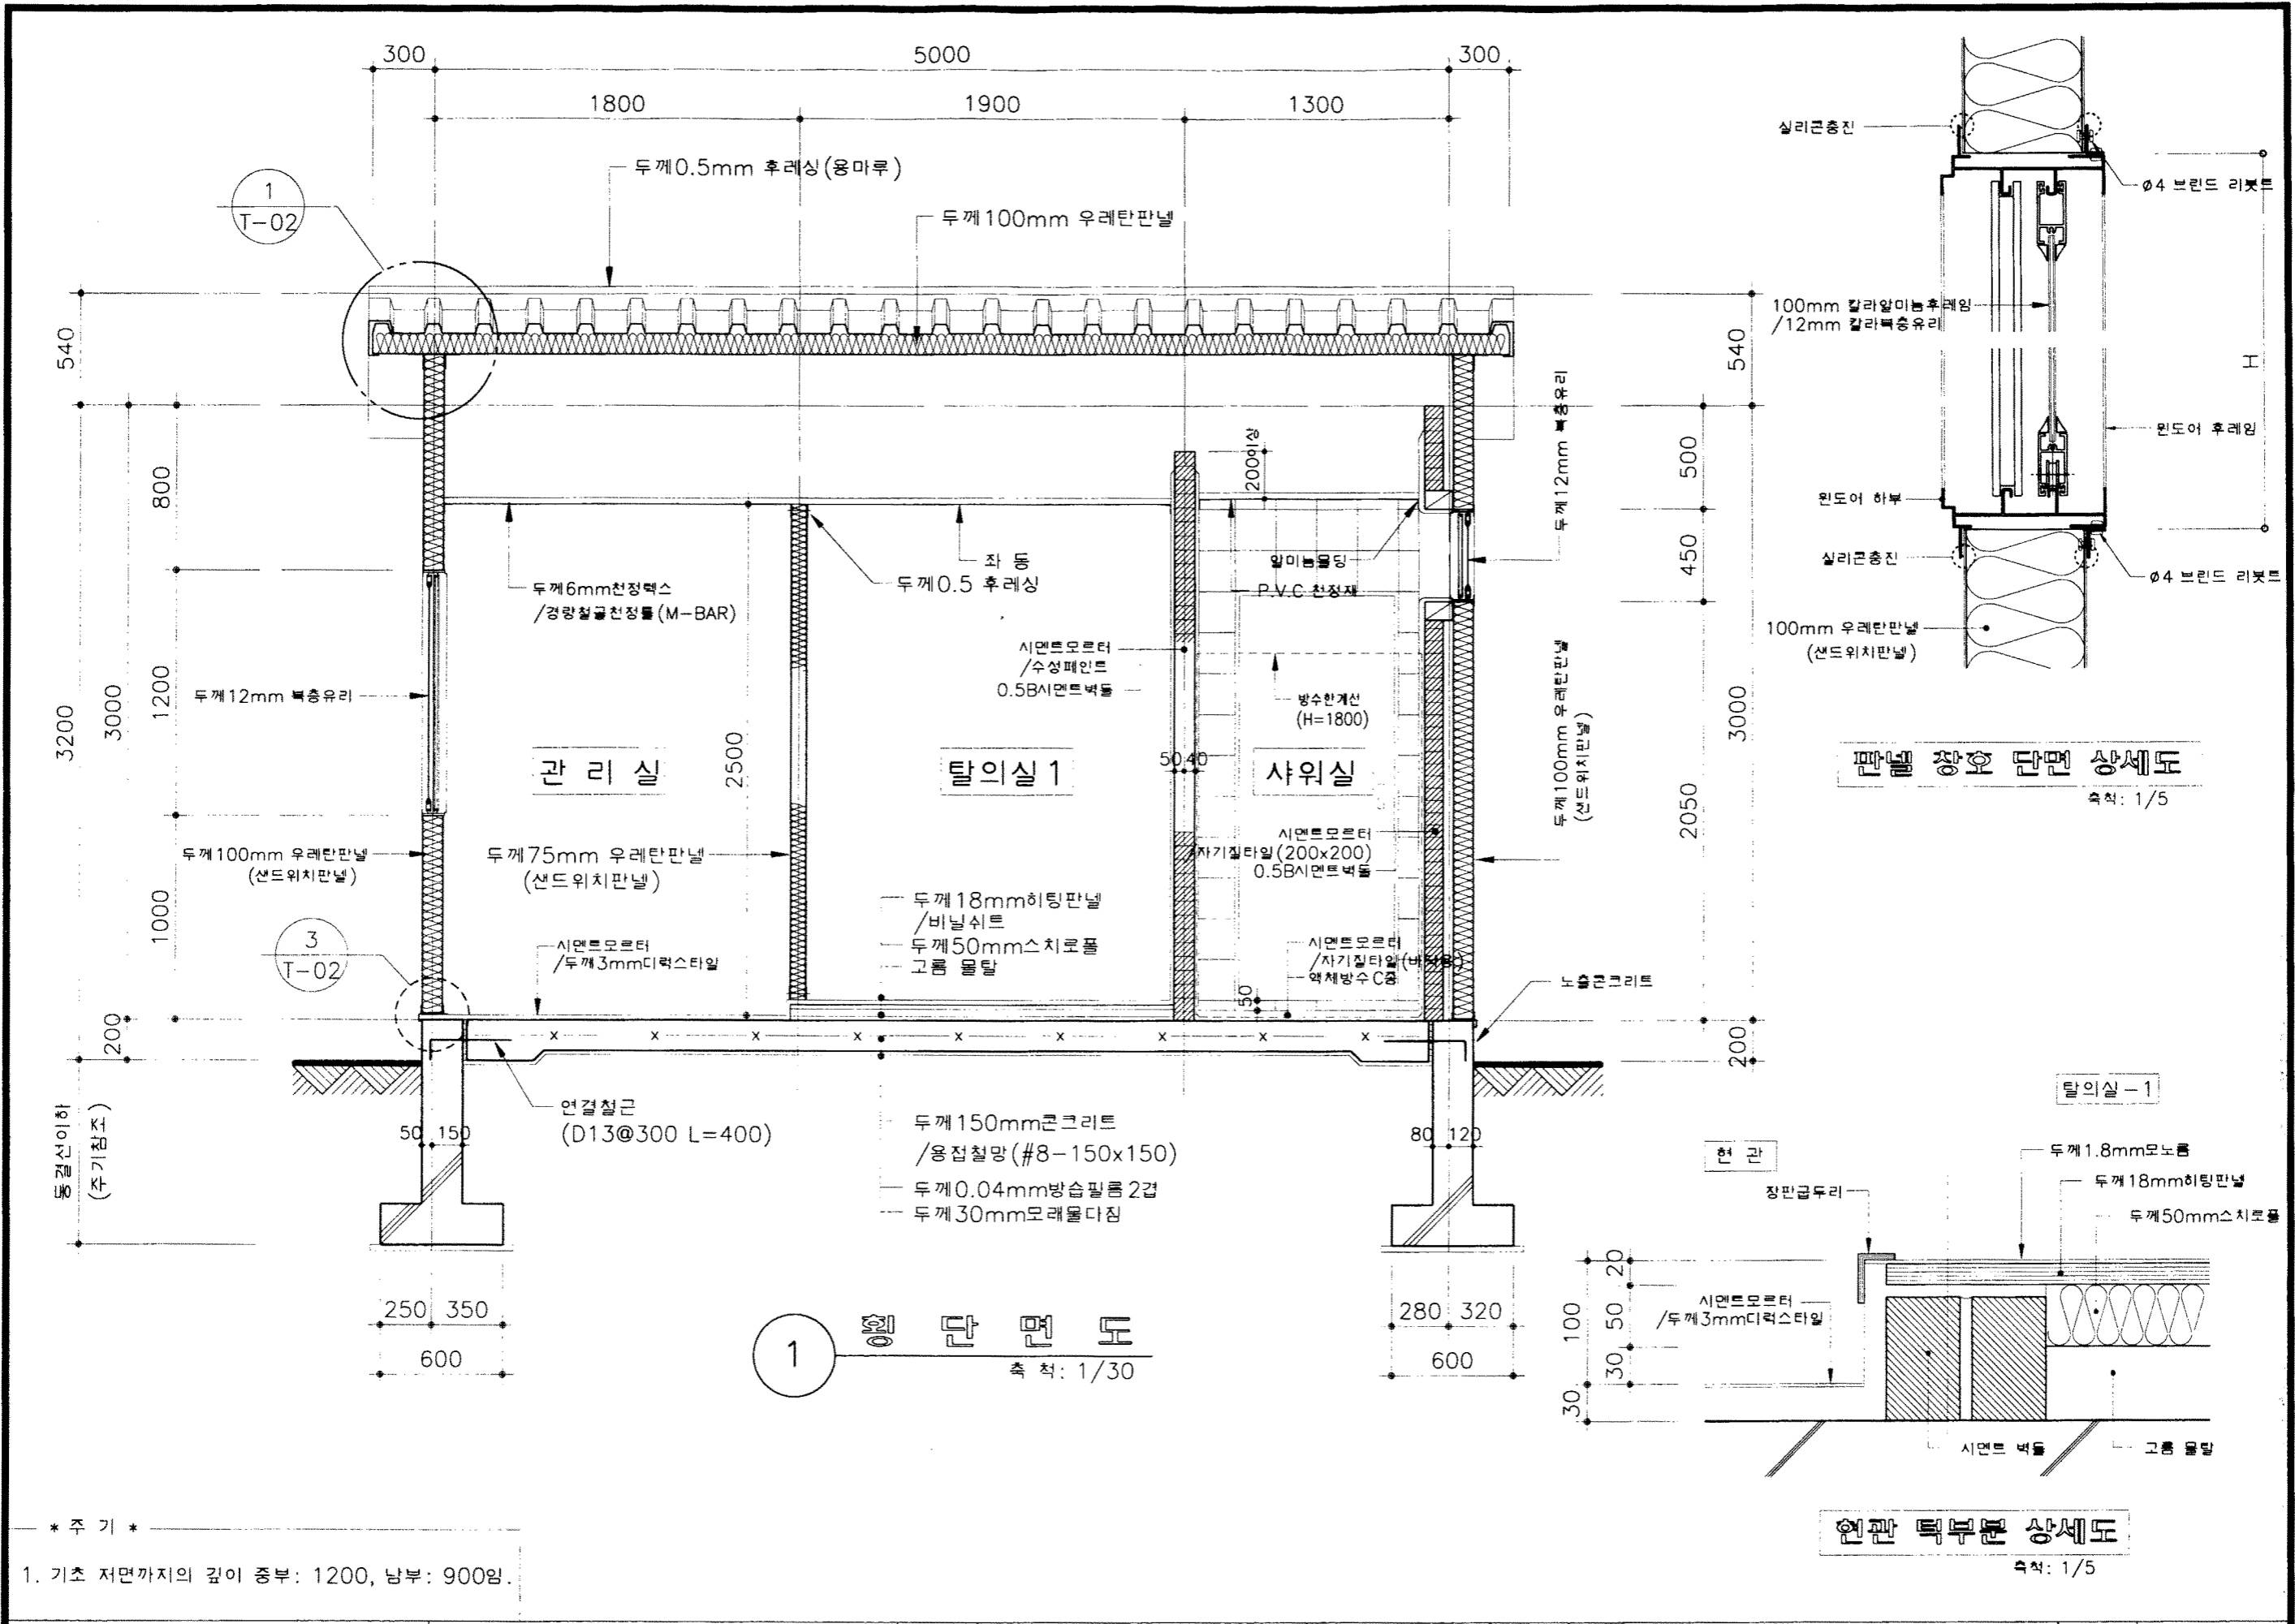 300
5000
300
1800
1900
1300
두께0.5mm 후레싱(용마루)
1
T-02
두께100mm 우레탄판넬
540
3200
3000
800
1200
1000
200
동결선이하
(주기참조)
두께12mm 복층유리
두께100mm 우레탄판넬
(샌드위치판넬)
3
T-02
두께6mm천정텍스
/경량철골천정틀(M-BAR)
관 리 실
2500
두께75mm 우레탄판넬
(샌드위치판넬)
시멘트모르터
/두께3mm디럭스타일
좌 동
두께0.5 후레싱
시멘트모르터
/수성페인트
0.5B시멘트벽돌
탈의실1
두께18mm히팅판넬
/비닐쉬트
두께50mm스치로폴
고름 몰탈
200이상
알미늄몰딩
P.V.C 천정재
방수한계선
(H=1800)
50 40
샤워실
시멘트모르터
/자기질타일(200x200)
0.5B시멘트벽돌
시멘트모르터
/자기질타일(바닥용)
액체방수C종
50
두께12mm 복층유리
두께100mm 우레탄판넬
(샌드위치판넬)
노출콘크리트
540
500
450
3000
2050
200
연결철근
(D13@300 L=400)
50 150
80 120
두께150mm콘크리트
/용접철망(#8-150x150)
두께0.04mm방습필름2겹
두께30mm모래물다짐
250 350
600
280 320
600
1
횡 단 면 도
축 척: 1/30
실리콘충진
ø4 브린드 리벳트
100mm 칼라알미늄후레임
/12mm 칼라복층유리
H
윈도어 후레임
윈도어 하부
실리콘충진
ø4 브린드 리벳트
100mm 우레탄판넬
(샌드위치판넬)
판넬 창호 단면 상세도
축척: 1/5
탈의실-1
현 관
두께1.8mm모노륨
두께18mm히팅판넬
장판굽두리
두께50mm스치로폴
시멘트모르터
/두께3mm디럭스타일
20
100
50
30
30
시멘트 벽돌
고름 몰탈
현관 턱부분 상세도
축척: 1/5
* 주 기 *
1. 기초 저면까지의 깊이 중부: 1200, 남부: 900임.